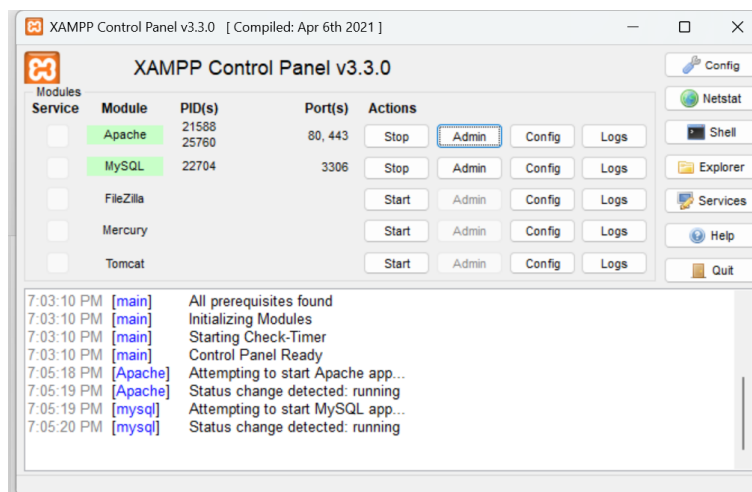 XAMPP Control Panel v3.3.0 [ Compiled: Apr 6th 2021 ]
XAMPP Control Panel v3.3.0
Config
Modules
Service Module PID(s) Port(s) Actions
Netstat
Apache 21588 25760 80, 443 Stop Admin Config Logs
Shell
MySQL 22704 3306 Stop Admin Config Logs
Explorer
FileZilla Start Admin Config Logs
Services
Mercury Start Admin Config Logs
Help
Tomcat Start Admin Config Logs
Quit
7:03:10 PM [main] All prerequisites found
7:03:10 PM [main] Initializing Modules
7:03:10 PM [main] Starting Check-Timer
7:03:10 PM [main] Control Panel Ready
7:05:18 PM [Apache] Attempting to start Apache app...
7:05:19 PM [Apache] Status change detected: running
7:05:19 PM [mysql] Attempting to start MySQL app...
7:05:20 PM [mysql] Status change detected: running